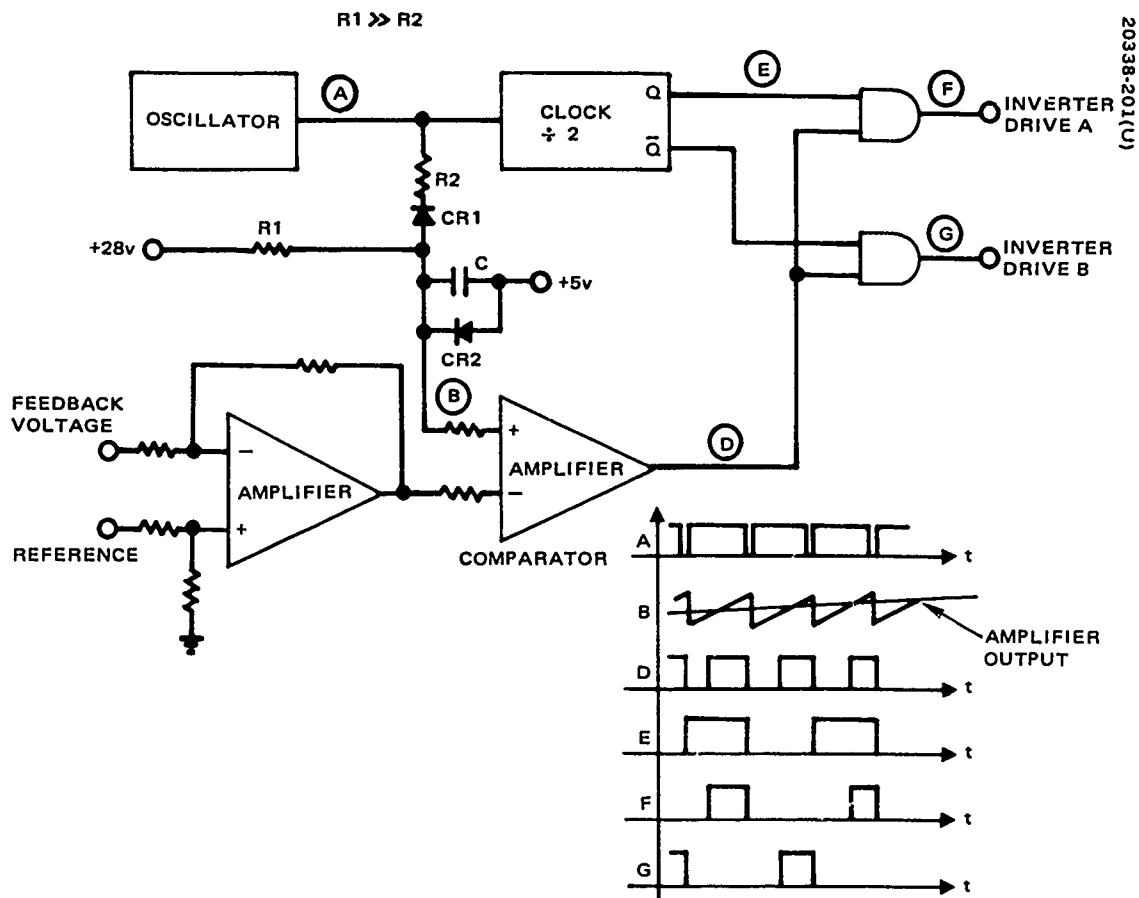 R1 ≫ R2
20338-201(U)
OSCILLATOR
A
CLOCK
÷ 2
Q
Q̅
E
F
INVERTER
DRIVE A
R2
CR1
R1
+28v
C
+5v
CR2
G
INVERTER
DRIVE B
B
FEEDBACK
VOLTAGE
−
AMPLIFIER
+
REFERENCE
+
AMPLIFIER
−
COMPARATOR
D
A
t
B
AMPLIFIER
OUTPUT
D
t
E
t
F
t
G
t